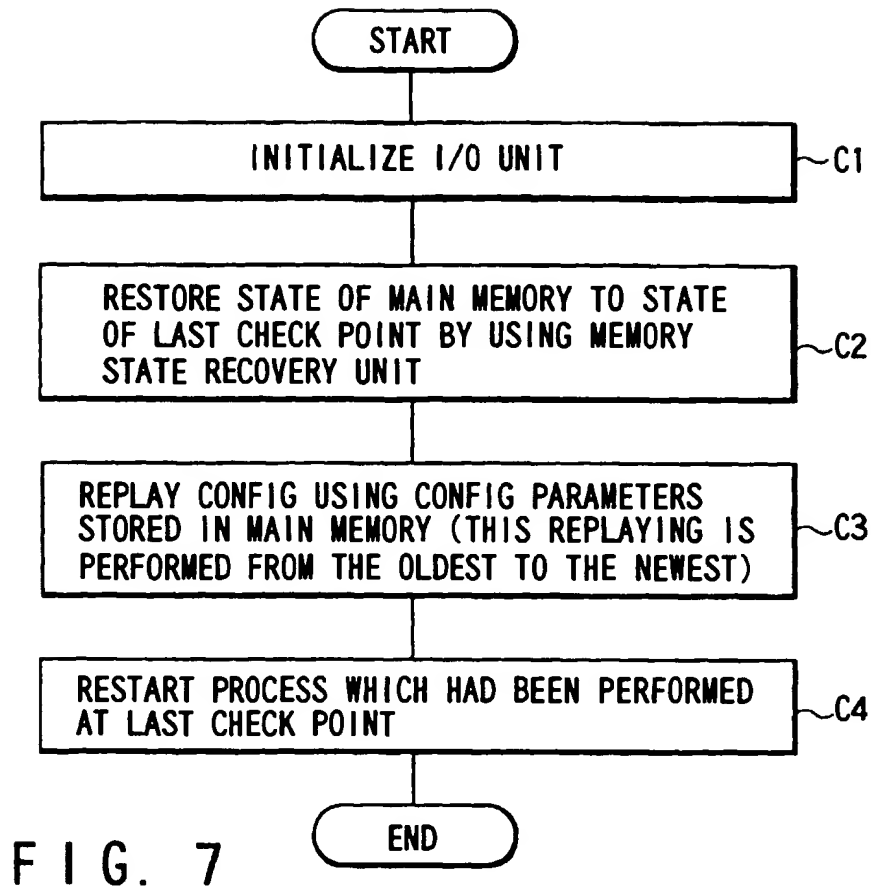 START
INITIALIZE I/O UNIT
C1
RESTORE STATE OF MAIN MEMORY TO STATE
OF LAST CHECK POINT BY USING MEMORY
STATE RECOVERY UNIT
C2
REPLAY CONFIG USING CONFIG PARAMETERS
STORED IN MAIN MEMORY (THIS REPLAYING IS
PERFORMED FROM THE OLDEST TO THE NEWEST)
C3
RESTART PROCESS WHICH HAD BEEN PERFORMED
AT LAST CHECK POINT
C4
END
FIG. 7